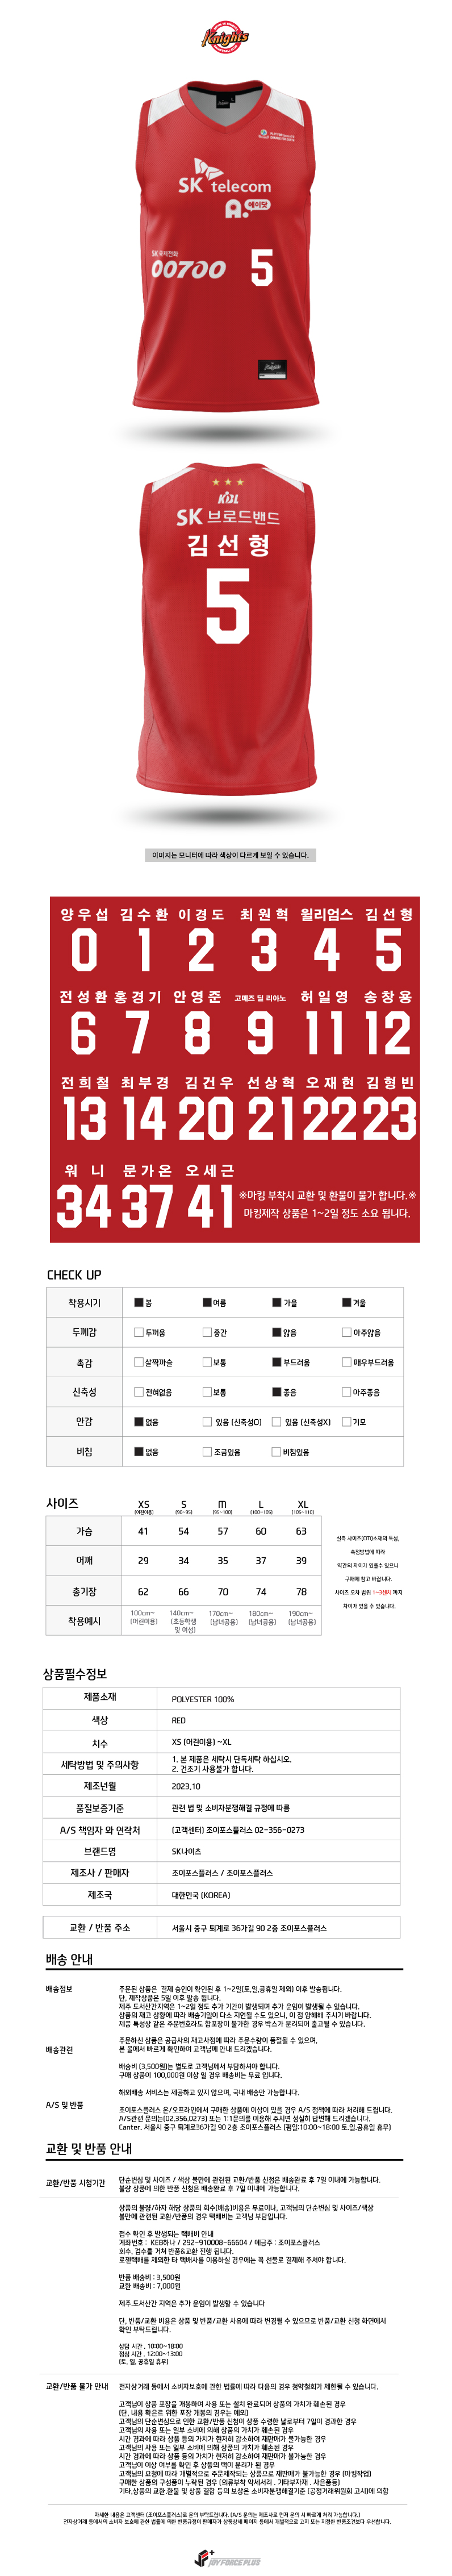 Knights
SK telecom
A. 에이닷
SK국제전화
00700
5
KBL
SK 브로드밴드
김선형
5
이미지는 모니터에 따라 색상이 다르게 보일 수 있습니다.
양우섭 김수환 이경도 최원혁 윌리엄스 김선형
0 1 2 3 4 5
전성환 홍경기 안영준 고메즈 딜 리아노 허일영 송창용
6 7 8 9 11 12
전희철 최부경 김건우 선상혁 오재현 김형빈
13 14 20 21 22 23
워니 문가온 오세근
34 37 41
※마킹 부착시 교환 및 환불이 불가 합니다.※
마킹제작 상품은 1~2일 정도 소요 됩니다.
CHECK UP
착용시기 봄 여름 가을 겨울
두께감 두꺼움 중간 얇음 아주얇음
촉감 살짝까슬 보통 부드러움 매우부드러움
신축성 전혀없음 보통 좋음 아주좋음
안감 없음 있음 (신축성O) 있음 (신축성X) 기모
비침 없음 조금있음 비침있음
사이즈 XS S M L XL
(어린이용) (90~95) (95~100) (100~105) (105~110)
가슴 41 54 57 60 63
어깨 29 34 35 37 39
총기장 62 66 70 74 78
착용예시 100cm~ (어린이용) 140cm~ (초등학생 및 여성) 170cm~ (남녀공용) 180cm~ (남녀공용) 190cm~ (남녀공용)
실측 사이즈(CM)소재의 특성,
측정방법에 따라
약간의 차이가 있을수 있으니
구매에 참고 바랍니다.
사이즈 오차 범위 1~3센치 까지
차이가 있을 수 있습니다.
상품필수정보
제품소재 POLYESTER 100%
색상 RED
치수 XS (어린이용) ~XL
세탁방법 및 주의사항 1. 본 제품은 세탁시 단독세탁 하십시오.
2. 건조기 사용불가 합니다.
제조년월 2023.10
품질보증기준 관련 법 및 소비자분쟁해결 규정에 따름
A/S 책임자 와 연락처 (고객센터) 조이포스플러스 02-356-0273
브랜드명 SK나이츠
제조사 / 판매자 조이포스플러스 / 조이포스플러스
제조국 대한민국 (KOREA)
교환 / 반품 주소 서울시 중구 퇴계로 36가길 90 2층 조이포스플러스
배송 안내
배송정보
주문된 상품은 결제 승인이 확인된 후 1~2일(토,일,공휴일 제외) 이후 발송됩니다.
단, 제작상품은 5일 이후 발송 됩니다.
제주 도서산간지역은 1~2일 정도 추가 기간이 발생되며 추가 운임이 발생될 수 있습니다.
상품의 재고 상황에 따라 배송기일이 다소 지연될 수도 있으니, 이 점 양해해 주시기 바랍니다.
제품 특성상 같은 주문번호라도 합포장이 불가한 경우 박스가 분리되어 출고될 수 있습니다.
배송관련
주문하신 상품은 공급사의 재고사정에 따라 주문수량이 품절될 수 있으며,
본 몰에서 빠르게 확인하여 고객님께 안내 드리겠습니다.
배송비 (3,500원)는 별도로 고객님께서 부담하셔야 합니다.
구매 상품이 100,000원 이상 일 경우 배송비는 무료 입니다.
해외배송 서비스는 제공하고 있지 않으며, 국내 배송만 가능합니다.
A/S 및 반품
조이포스플러스 온/오프라인에서 구매한 상품에 이상이 있을 경우 A/S 정책에 따라 처리해 드립니다.
A/S관련 문의는(02.356,0273) 또는 1:1문의를 이용해 주시면 성실히 답변해 드리겠습니다.
Canter. 서울시 중구 퇴계로36가길 90 2층 조이포스플러스 (평일:10:00~18:00 토.일.공휴일 휴무)
교환 및 반품 안내
교환/반품 신청기간
단순변심 및 사이즈 / 색상 불만에 관련된 교환/반품 신청은 배송완료 후 7일 이내에 가능합니다.
불량 상품에 의한 반품 신청은 배송완료 후 7일 이내에 가능합니다.
상품의 불량/하자 해당 상품의 회수(배송)비용은 무료이나, 고객님의 단순변심 및 사이즈/색상
불만에 관련된 교환/반품의 경우 택배비는 고객님 부담입니다.
접수 확인 후 발생되는 택배비 안내
계좌번호 : KEB하나 / 292-910008-66604 / 예금주 : 조이포스플러스
회수, 검수를 거쳐 반품&교환 진행 됩니다.
로젠택배를 제외한 타 택배사를 이용하실 경우에는 꼭 선불로 결제해 주셔야 합니다.
반품 배송비 : 3,500원
교환 배송비 : 7,000원
제주.도서산간 지역은 추가 운임이 발생할 수 있습니다
단, 반품/교환 비용은 상품 및 반품/교환 사유에 따라 변경될 수 있으므로 반품/교환 신청 화면에서
확인 부탁드립니다.
상담 시간 . 10:00~18:00
점심 시간 . 12:00~13:00
(토, 일, 공휴일 휴무)
교환/반품 불가 안내
전자상거래 등에서 소비자보호에 관한 법률에 따라 다음의 경우 청약철회가 제한될 수 있습니다.
고객님이 상품 포장을 개봉하여 사용 또는 설치 완료되어 상품의 가치가 훼손된 경우
(단, 내용 확인르 위한 포장 개봉의 경우는 예외)
고객님의 단순변심으로 인한 교환/반품 신청이 상품 수령한 날로부터 7일이 경과한 경우
고객님의 사용 또는 일부 소비에 의해 상품의 가치가 훼손된 경우
시간 경과에 따라 상품 등의 가치가 현저히 감소하여 재판매가 불가능한 경우
고객님의 사용 또는 일부 소비에 의해 상품의 가치가 훼손된 경우
시간 경과에 따라 상품 등의 가치가 현저히 감소하여 재판매가 불가능한 경우
고객님이 이상 여부를 확인 후 상품의 택이 분리가 된 경우
고객님의 요청에 따라 개별적으로 주문제작되는 상품으로 재판매가 불가능한 경우 (마킹작업)
구매한 상품의 구성품이 누락된 경우 (의류부착 악세서리 . 기타부자재 . 사은품등)
기타,상품의 교환,환불 및 상품 결함 등의 보상은 소비자분쟁해결기준 (공정거래위원회 고시)에 의함
자세한 내용은 고객센터 (조이포스플러스)로 문의 부탁드립니다. (A/S 문의는 제조사로 먼저 문의 시 빠르게 처리 가능합니다.)
전자상거래 등에서의 소비자 보호에 관한 법률에 의한 반품규정이 판매자가 상품상세 페이지 등에서 개별적으로 고지 또는 지정한 반품조건보다 우선합니다.
JOY FORCE PLUS